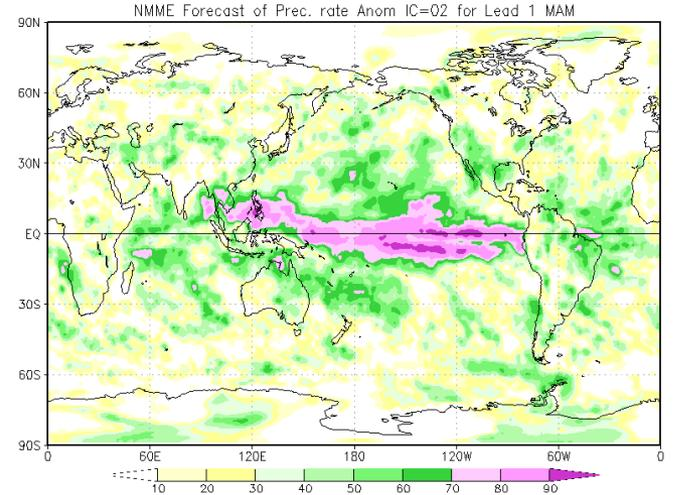 NMME Forecast of Prec. rate Anom IC=02 for Lead 1 MAM
90N
60N
30N
EQ
30S
60S
90S
0 60E 120E 180 120W 60W 0
10 20 30 40 50 60 70 80 90